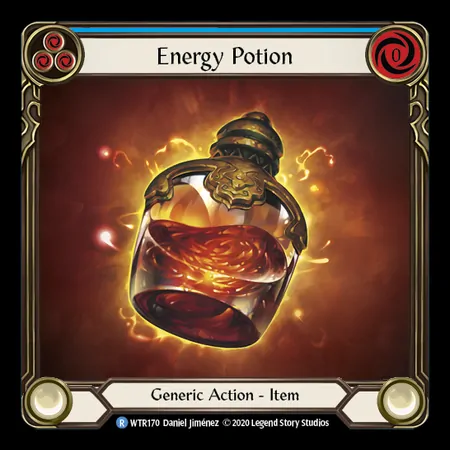 Energy Potion
0
Generic Action - Item
R WTR170 Daniel Jiménez © 2020 Legend Story Studios